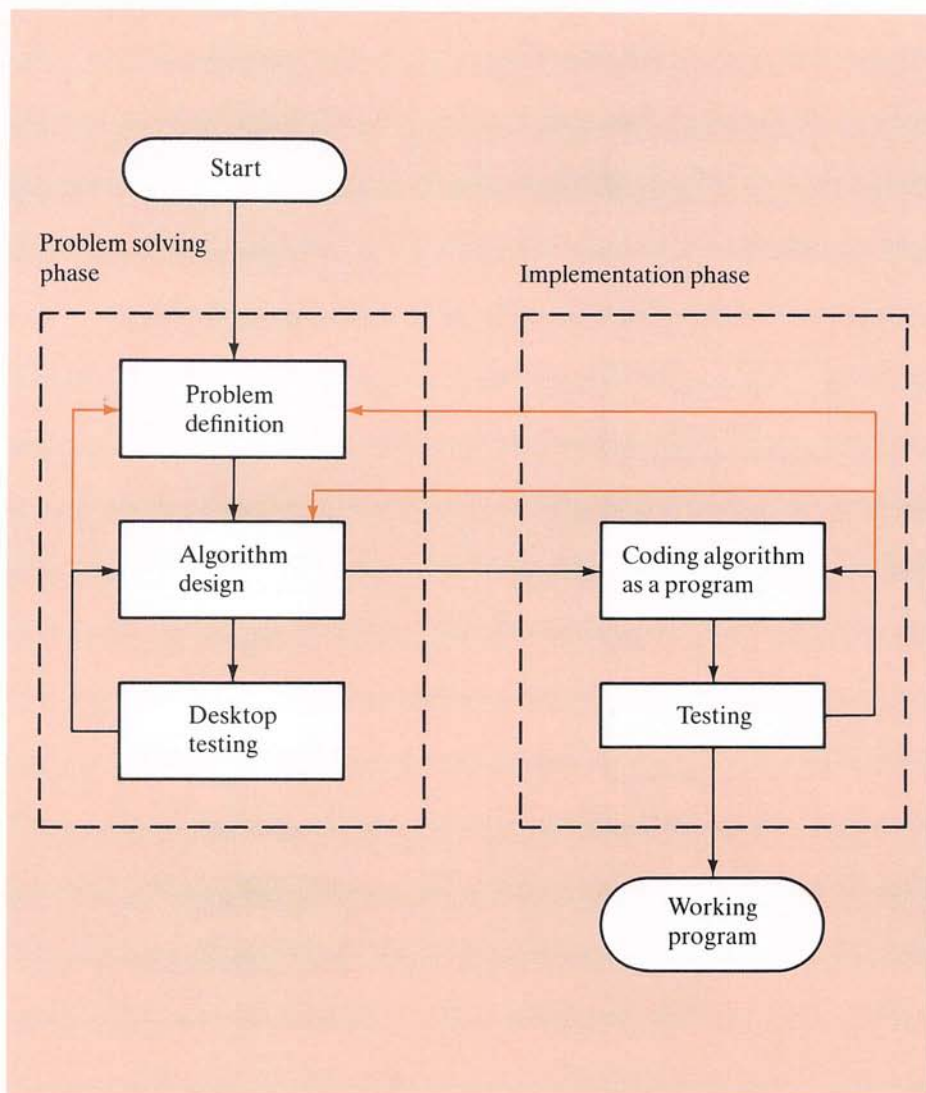 Start
Problem solving
phase
Implementation phase
Problem
definition
Algorithm
design
Coding algorithm
as a program
Desktop
testing
Testing
Working
program